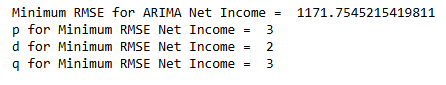 Minimum RMSE for ARIMA Net Income =  1171.7545215419811
p for Minimum RMSE Net Income =  3
d for Minimum RMSE Net Income =  2
q for Minimum RMSE Net Income =  3